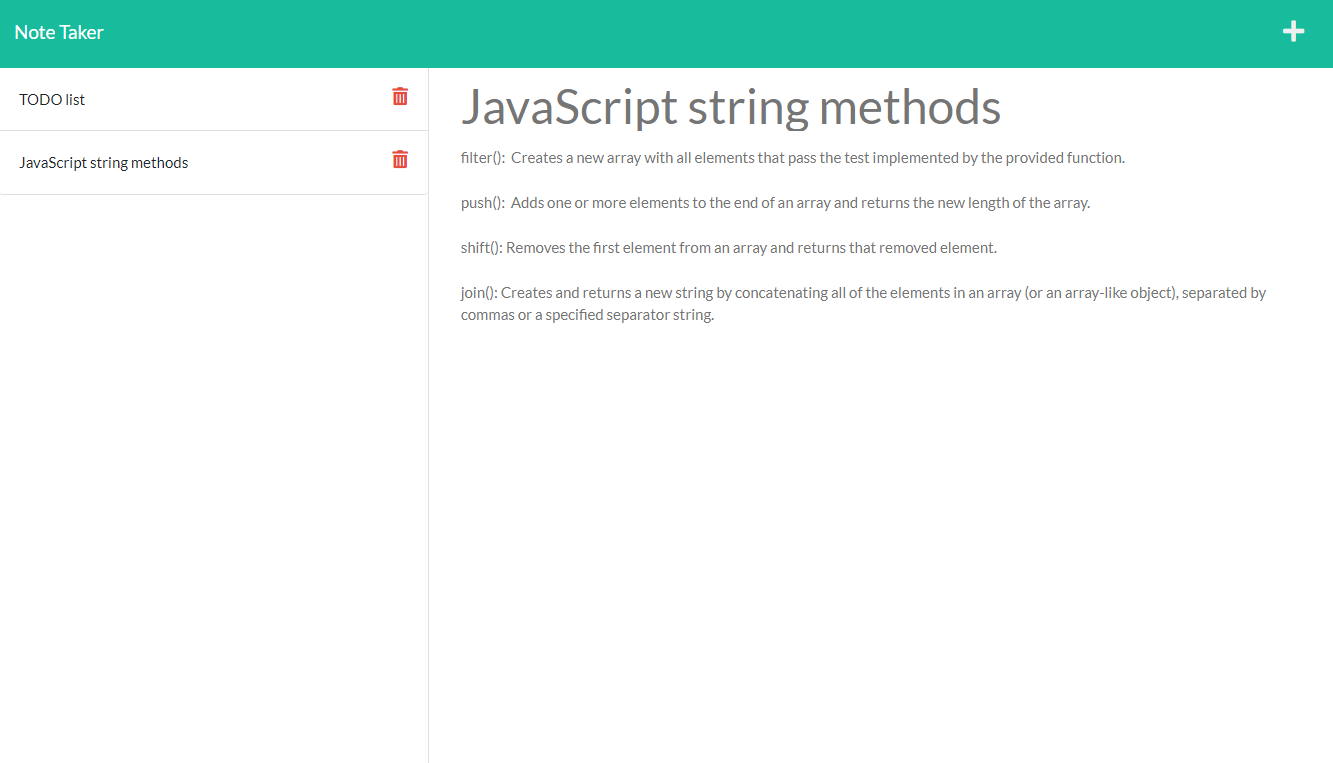 Note Taker
TODO list
JavaScript string methods
JavaScript string methods
filter():  Creates a new array with all elements that pass the test implemented by the provided function.
push():  Adds one or more elements to the end of an array and returns the new length of the array.
shift(): Removes the first element from an array and returns that removed element.
join(): Creates and returns a new string by concatenating all of the elements in an array (or an array-like object), separated by
commas or a specified separator string.